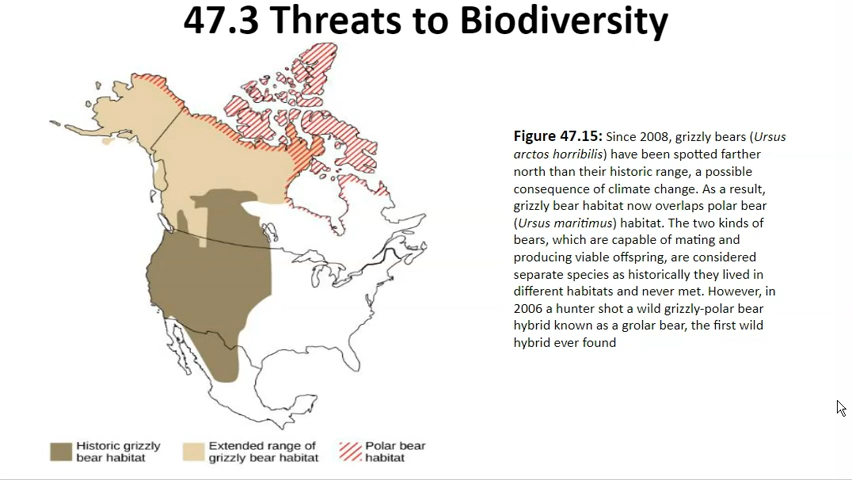 47.3 Threats to Biodiversity
Figure 47.15: Since 2008, grizzly bears (Ursus
arctos horribilis) have been spotted farther
north than their historic range, a possible
consequence of climate change. As a result,
grizzly bear habitat now overlaps polar bear
(Ursus maritimus) habitat. The two kinds of
bears, which are capable of mating and
producing viable offspring, are considered
separate species as historically they lived in
different habitats and never met. However, in
2006 a hunter shot a wild grizzly-polar bear
hybrid known as a grolar bear, the first wild
hybrid ever found
Historic grizzly
bear habitat
Extended range of
grizzly bear habitat
Polar bear
habitat